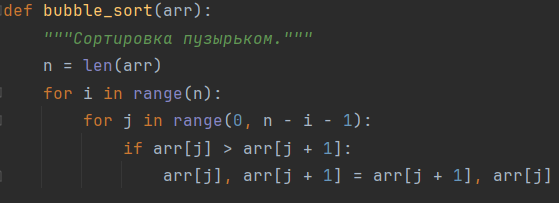 def bubble_sort(arr):
    """Сортировка пузырьком."""
    n = len(arr)
    for i in range(n):
        for j in range(0, n - i - 1):
            if arr[j] > arr[j + 1]:
                arr[j], arr[j + 1] = arr[j + 1], arr[j]